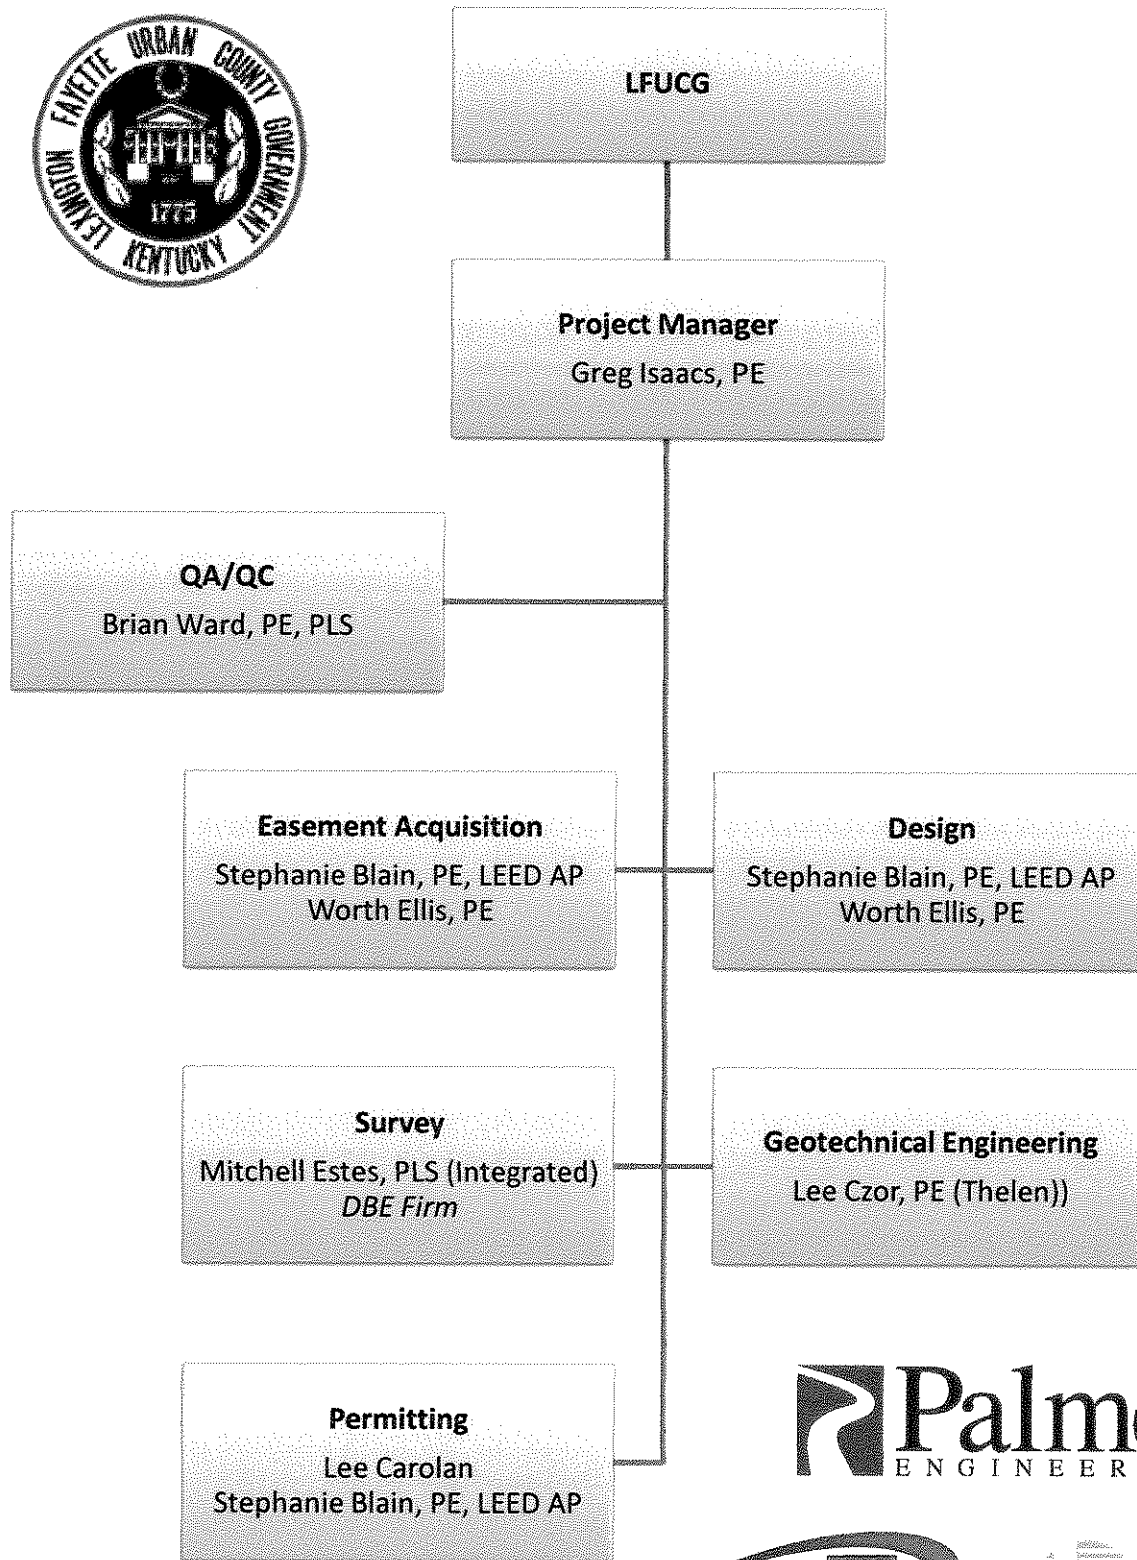 LEXINGTON FAYETTE URBAN COUNTY GOVERNMENT
1775
KENTUCKY
LFUCG
Project Manager
Greg Isaacs, PE
QA/QC
Brian Ward, PE, PLS
Easement Acquisition
Stephanie Blain, PE, LEED AP
Worth Ellis, PE
Design
Stephanie Blain, PE, LEED AP
Worth Ellis, PE
Survey
Mitchell Estes, PLS (Integrated)
DBE Firm
Geotechnical Engineering
Lee Czor, PE (Thelen))
Permitting
Lee Carolan
Stephanie Blain, PE, LEED AP
Palm
ENGINEER